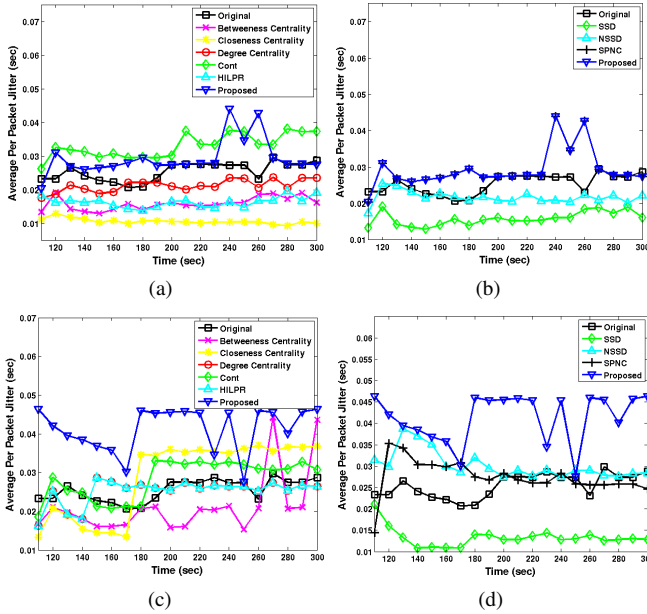 0.07
0.06
0.05
0.04
0.03
0.02
0.01
Average Per Packet Jitter (sec)
Original
Betweeness Centrality
Closeness Centrality
Degree Centrality
Cont
HILPR
Proposed
120 140 160 180 200 220 240 260 280 300
Time (sec)
(a)
0.07
0.06
0.05
0.04
0.03
0.02
0.01
Average Per Packet Jitter (sec)
Original
SSD
NSSD
SPNC
Proposed
120 140 160 180 200 220 240 260 280 300
Time (sec)
(b)
0.07
0.06
0.05
0.04
0.03
0.02
0.01
Average Per Packet Jitter (sec)
Original
Betweeness Centrality
Closeness Centrality
Degree Centrality
Cont
HILPR
Proposed
120 140 160 180 200 220 240 260 280 300
Time (sec)
(c)
0.065
0.06
0.055
0.05
0.045
0.04
0.035
0.03
0.025
0.02
0.015
0.01
Average Per Packet Jitter (sec)
Original
SSD
NSSD
SPNC
Proposed
120 140 160 180 200 220 240 260 280 300
Time (sec)
(d)